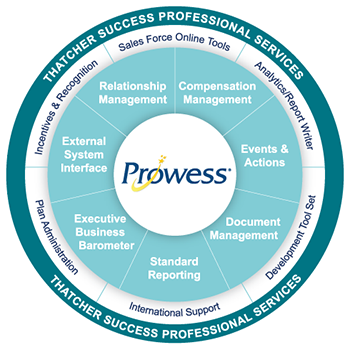 THATCHER SUCCESS PROFESSIONAL SERVICES
Sales Force Online Tools
Analytics/Report Writer
Development Tool Set
International Support
Plan Administration
Incentives & Recognition
Relationship
Management
Compensation
Management
Events &
Actions
Document
Management
Standard
Reporting
Executive
Business
Barometer
External
System
Interface
Prowess®
THATCHER SUCCESS PROFESSIONAL SERVICES